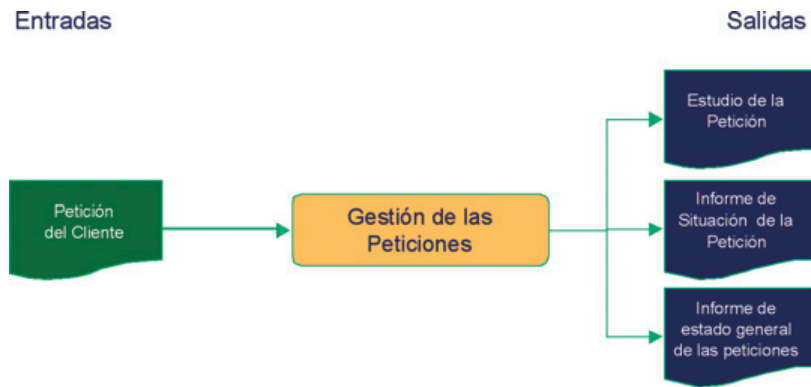 Entradas
Salidas
Estudio de la
Petición
Petición
del Cliente
Gestión de las
Peticiones
Informe de
Situación de la
Petición
Informe de
estado general
de las peticiones